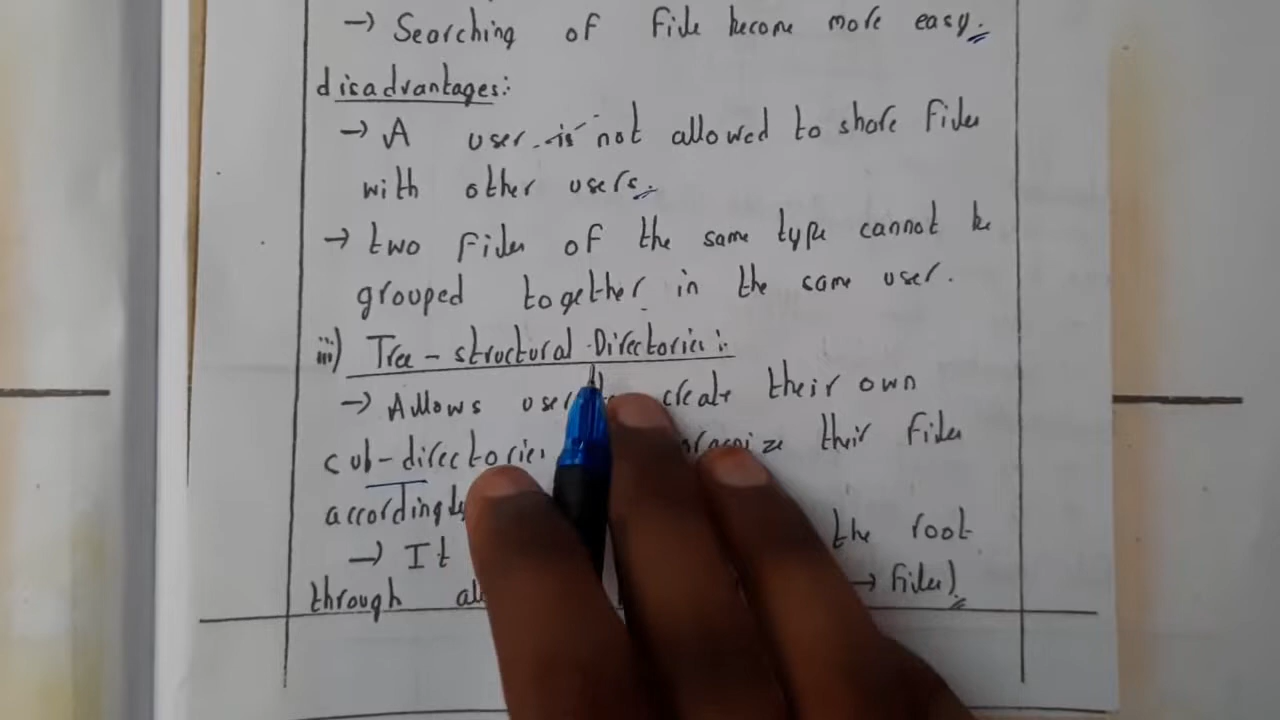 → Searching of file become more easy.
disadvantages:
→ A user is not allowed to share files
with other users.
→ two files of the same type cannot be
grouped together in the same user.
iii) Tree - structural Directories:
→ Allows create their own
sub-directories their files
accordingly
→ It the root
through → files)